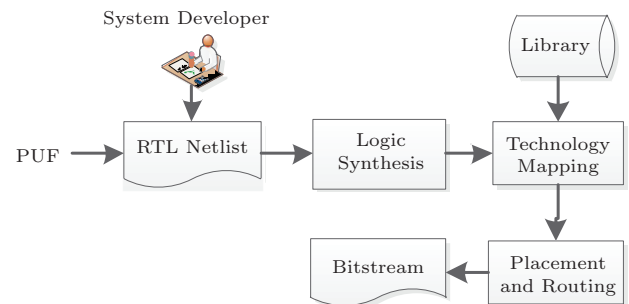 System Developer
Library
PUF
RTL Netlist
Logic
Synthesis
Technology
Mapping
Bitstream
Placement
and Routing